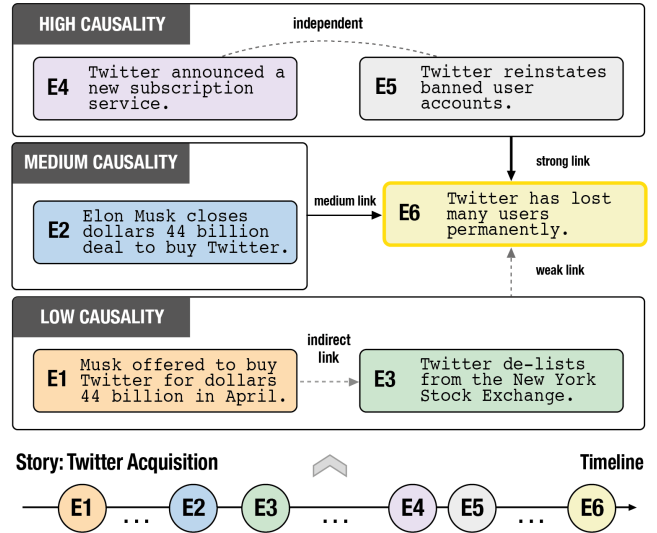 HIGH CAUSALITY
independent
E4
Twitter announced a
new subscription
service.
E5
Twitter reinstates
banned user
accounts.
strong link
MEDIUM CAUSALITY
E2
Elon Musk closes
dollars 44 billion
deal to buy Twitter.
medium link
E6
Twitter has lost
many users
permanently.
weak link
LOW CAUSALITY
E1
Musk offered to buy
Twitter for dollars
44 billion in April.
indirect
link
E3
Twitter de-lists
from the New York
Stock Exchange.
Story: Twitter Acquisition
Timeline
E1 ... E2 E3 ... E4 E5 ... E6